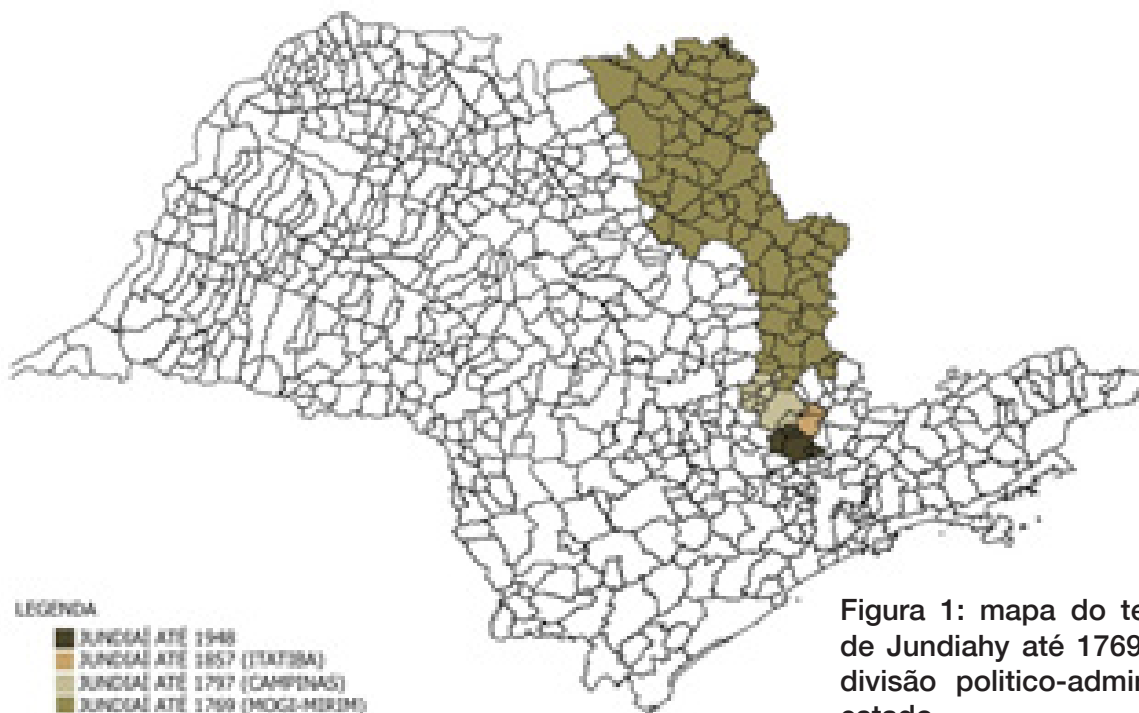 LEGENDA
JUNDIAÍ ATÉ 1948
JUNDIAÍ ATÉ 1857 (ITATIBA)
JUNDIAÍ ATÉ 1797 (CAMPINAS)
JUNDIAÍ ATÉ 1769 (MOGI-MIRIM)
Figura 1: mapa do te
de Jundiahy até 1769
divisão politico-admin
estado